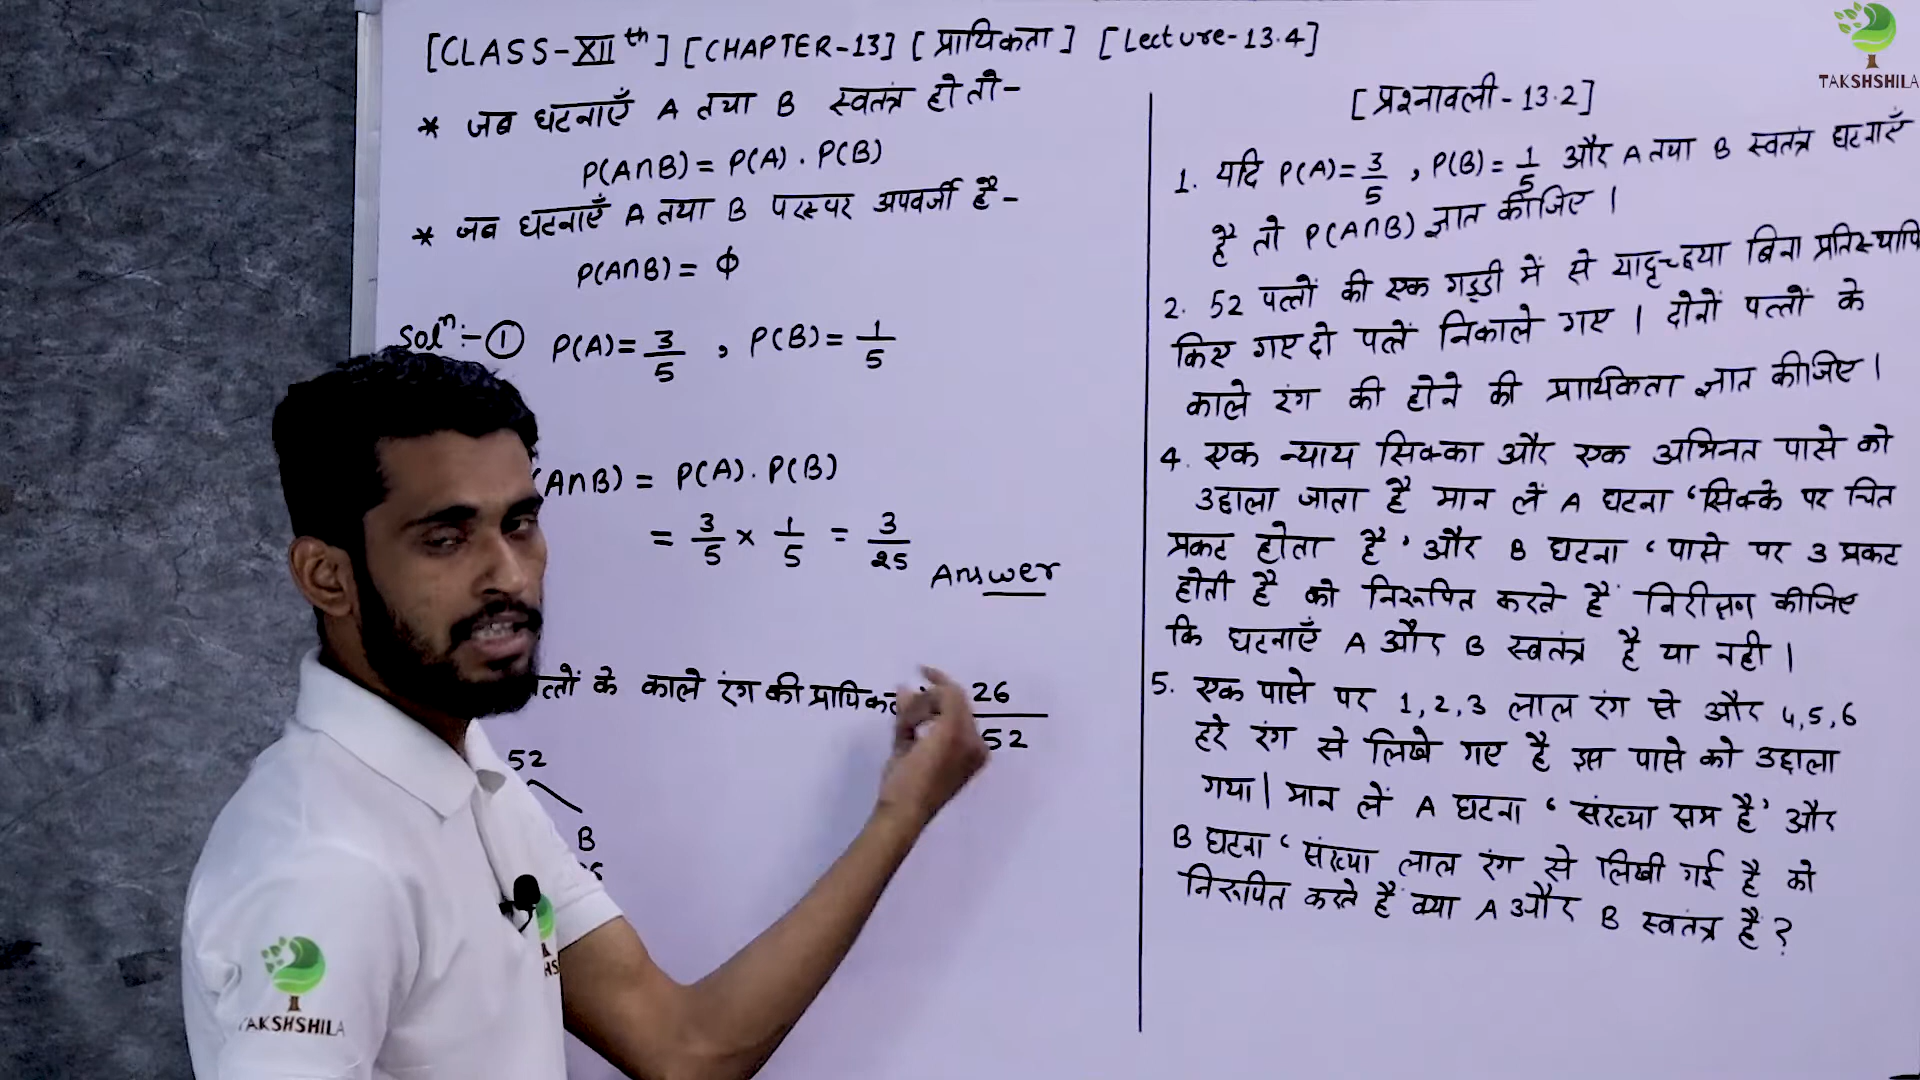 [CLASS-XIIth] [CHAPTER-13] [प्रायिकता] [Lecture-13.4]
* जब घटनाएँ A तथा B स्वतंत्र हो तो-
P(A∩B) = P(A) . P(B)
* जब घटनाएँ A तथा B परस्पर अपवर्जी है-
P(A∩B) = ϕ
Solⁿ:- ① P(A) = 3/5 , P(B) = 1/5
(A∩B) = P(A) . P(B)
= 3/5 × 1/5 = 3/25 Answer
के काले रंग की 26/52
52
B
[प्रश्नावली - 13.2]
1. यदि P(A) = 3/5 , P(B) = 1/5 और A तथा B स्वतंत्र घटनाएँ
है तो P(A∩B) ज्ञात कीजिए।
2. 52 पत्तों की एक गड्डी में से यादृच्छया बिना
किए गए दो पत्तें निकाले गए । दोनों पत्तों के
काले रंग की होने की प्रायिकता ज्ञात कीजिए।
4. एक न्याय सिक्का और एक अभिनत पासे को
उछाला जाता है मान लें A घटना ‘सिक्के पर चित
प्रकट होता है’ और B घटना ‘पासे पर 3 प्रकट
होती है को निरूपित करते हैं निरीक्षण कीजिए
कि घटनाएँ A और B स्वतंत्र है या नही।
5. एक पासे पर 1,2,3 लाल रंग से और 4,5,6
हरे रंग से लिखे गए है इस पासे को उछाला
गया। मान लें A घटना ‘संख्या सम है’ और
B घटना ‘संख्या लाल रंग से लिखी गई है को
निरूपित करते हैं क्या A और B स्वतंत्र है ?
TAKSHSHILA
TAKSHSHILA